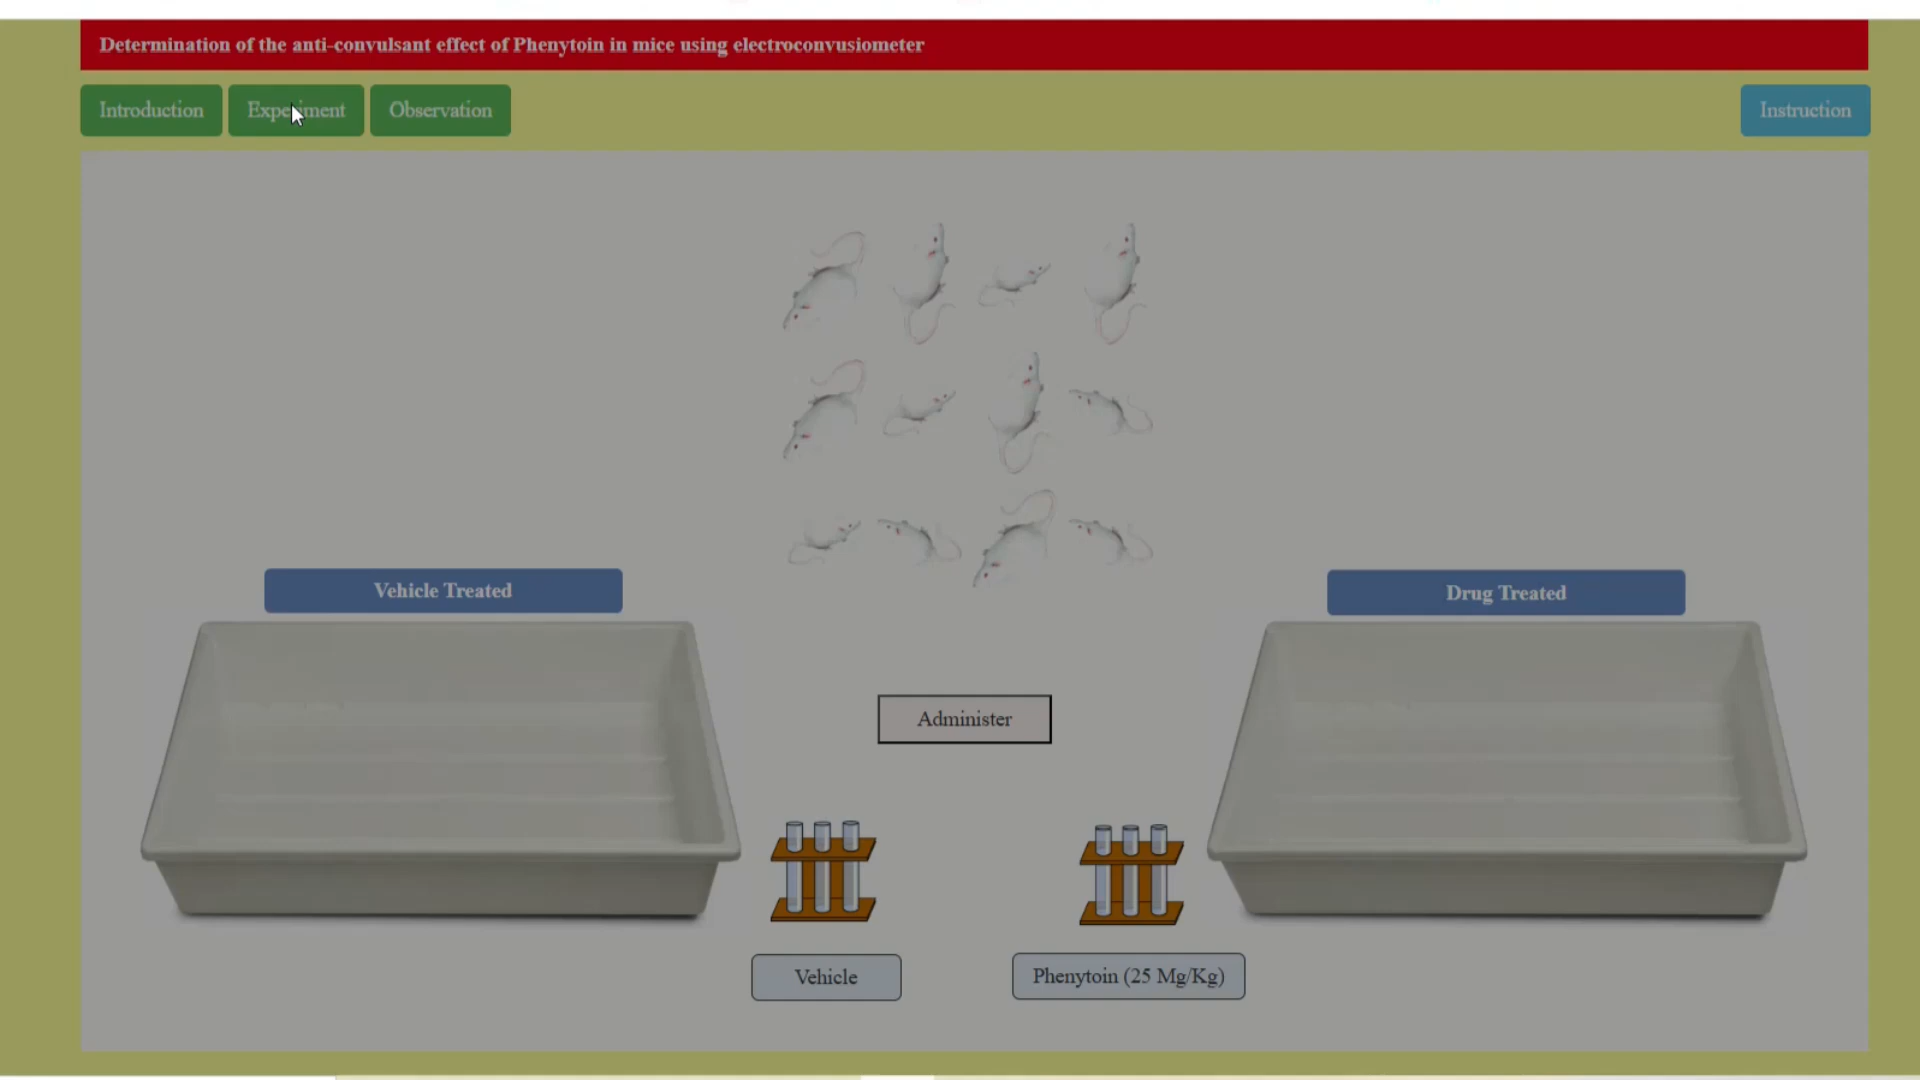 Determination of the anti-convulsant effect of Phenytoin in mice using electroconvusiometer
Introduction
Experiment
Observation
Instruction
Vehicle Treated
Drug Treated
Administer
Vehicle
Phenytoin (25 Mg/Kg)